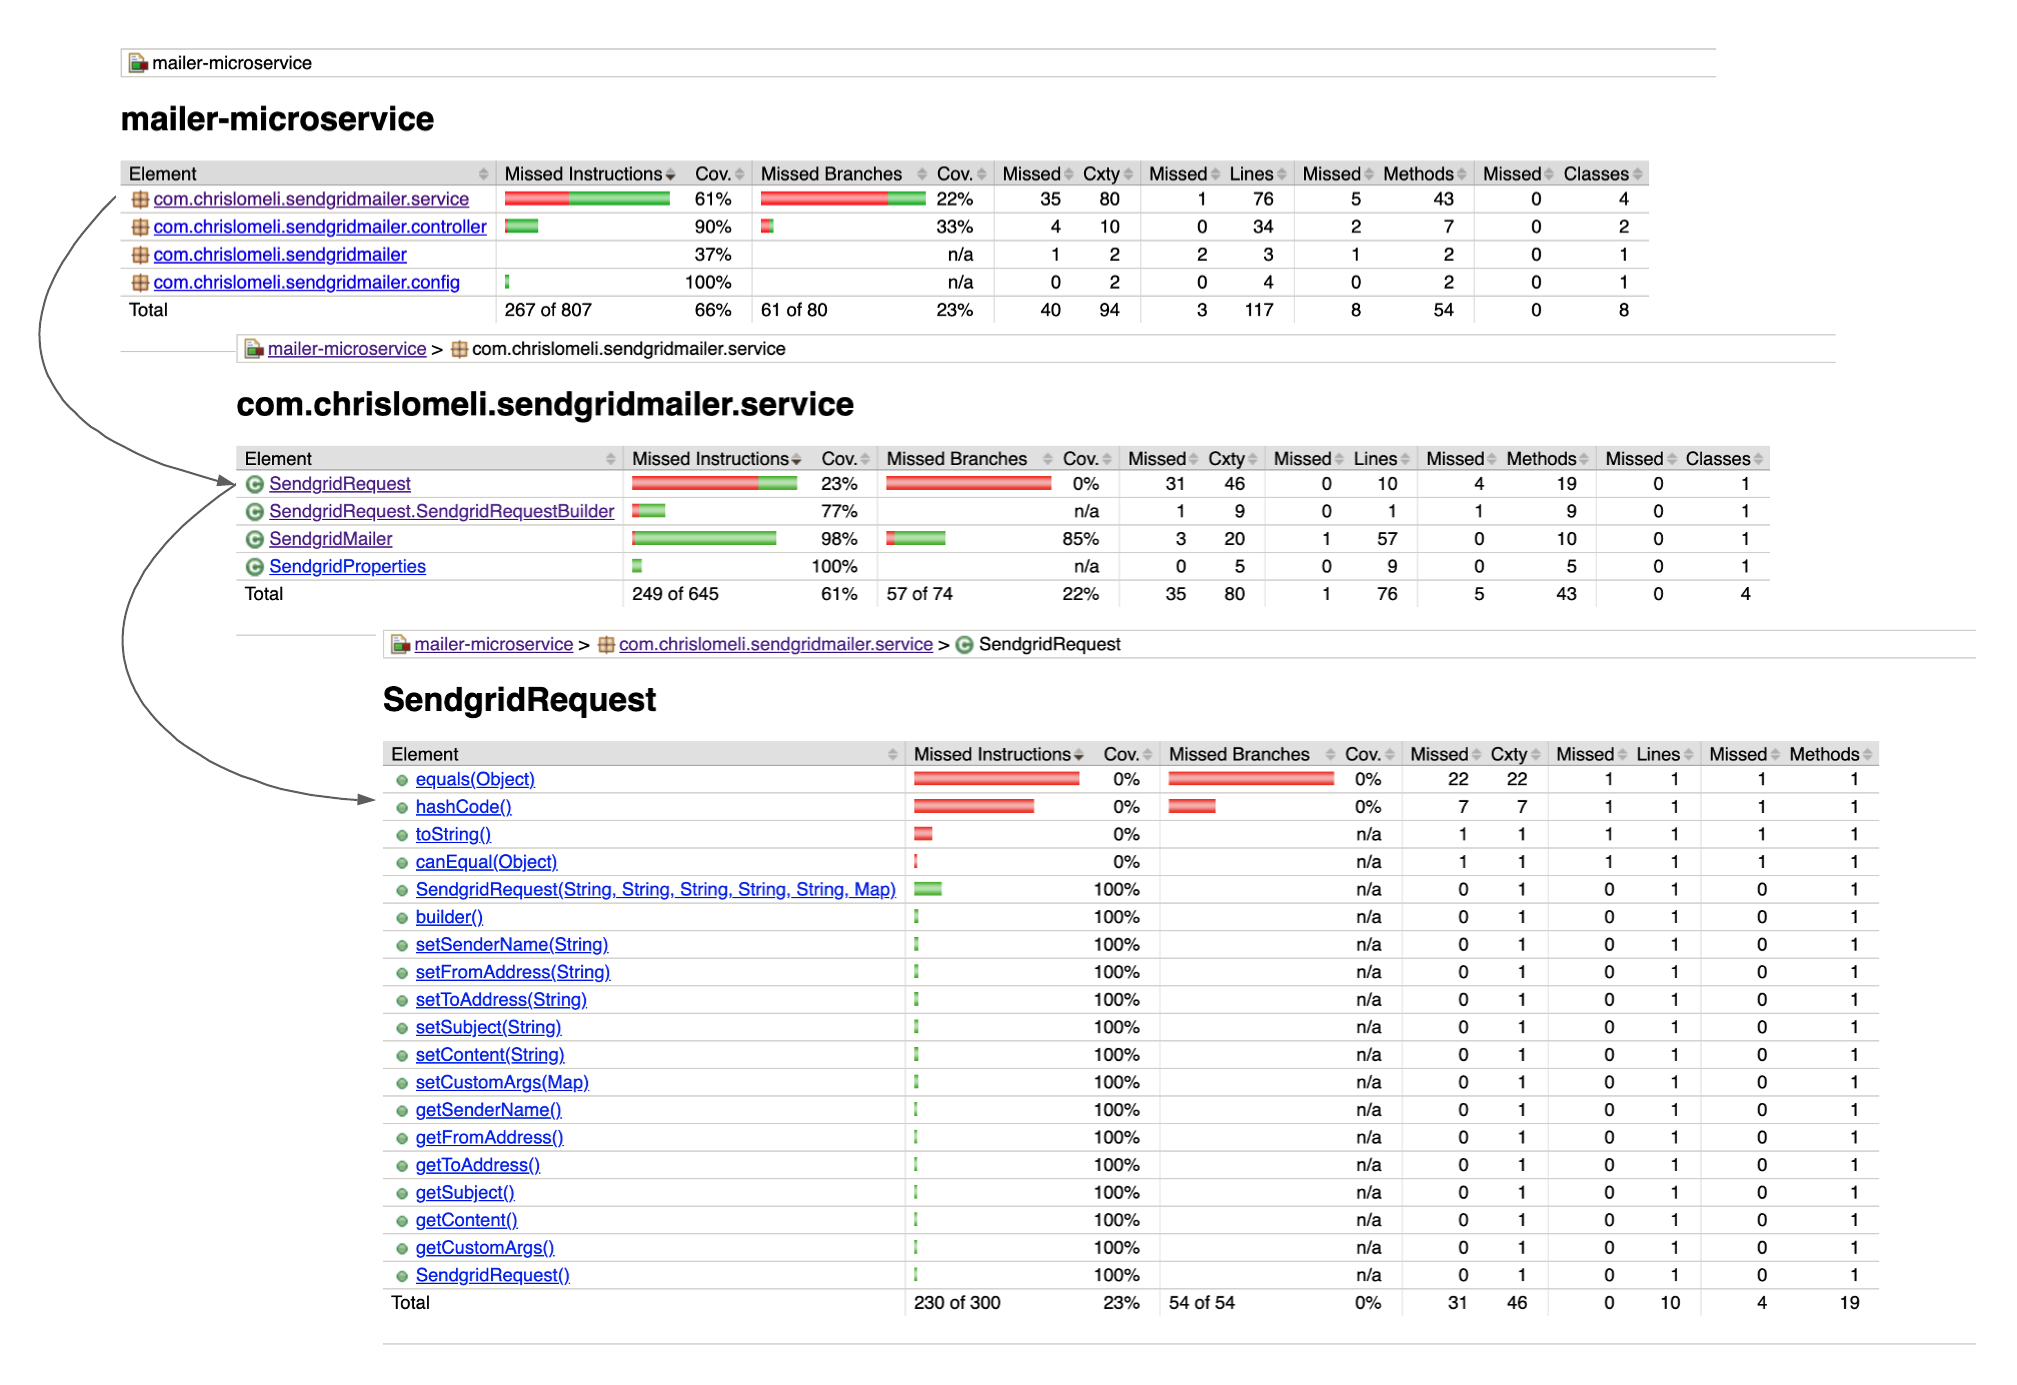 mailer-microservice
mailer-microservice
Element Missed Instructions Cov. Missed Branches Cov. Missed Cxty Missed Lines Missed Methods Missed Classes
com.chrislomeli.sendgridmailer.service 61% 22% 35 80 1 76 5 43 0 4
com.chrislomeli.sendgridmailer.controller 90% 33% 4 10 0 34 2 7 0 2
com.chrislomeli.sendgridmailer 37% n/a 1 2 2 3 1 2 0 1
com.chrislomeli.sendgridmailer.config 100% n/a 0 2 0 4 0 2 0 1
Total 267 of 807 66% 61 of 80 23% 40 94 3 117 8 54 0 8
mailer-microservice > com.chrislomeli.sendgridmailer.service
com.chrislomeli.sendgridmailer.service
Element Missed Instructions Cov. Missed Branches Cov. Missed Cxty Missed Lines Missed Methods Missed Classes
SendgridRequest 23% 0% 31 46 0 10 4 19 0 1
SendgridRequest.SendgridRequestBuilder 77% n/a 1 9 0 1 1 9 0 1
SendgridMailer 98% 85% 3 20 1 57 0 10 0 1
SendgridProperties 100% n/a 0 5 0 9 0 5 0 1
Total 249 of 645 61% 57 of 74 22% 35 80 1 76 5 43 0 4
mailer-microservice > com.chrislomeli.sendgridmailer.service > SendgridRequest
SendgridRequest
Element Missed Instructions Cov. Missed Branches Cov. Missed Cxty Missed Lines Missed Methods
equals(Object) 0% 0% 22 22 1 1 1 1
hashCode() 0% 0% 7 7 1 1 1 1
toString() 0% n/a 1 1 1 1 1 1
canEqual(Object) 0% n/a 1 1 1 1 1 1
SendgridRequest(String, String, String, String, String, Map) 100% n/a 0 1 0 1 0 1
builder() 100% n/a 0 1 0 1 0 1
setSenderName(String) 100% n/a 0 1 0 1 0 1
setFromAddress(String) 100% n/a 0 1 0 1 0 1
setToAddress(String) 100% n/a 0 1 0 1 0 1
setSubject(String) 100% n/a 0 1 0 1 0 1
setContent(String) 100% n/a 0 1 0 1 0 1
setCustomArgs(Map) 100% n/a 0 1 0 1 0 1
getSenderName() 100% n/a 0 1 0 1 0 1
getFromAddress() 100% n/a 0 1 0 1 0 1
getToAddress() 100% n/a 0 1 0 1 0 1
getSubject() 100% n/a 0 1 0 1 0 1
getContent() 100% n/a 0 1 0 1 0 1
getCustomArgs() 100% n/a 0 1 0 1 0 1
SendgridRequest() 100% n/a 0 1 0 1 0 1
Total 230 of 300 23% 54 of 54 0% 31 46 0 10 4 19